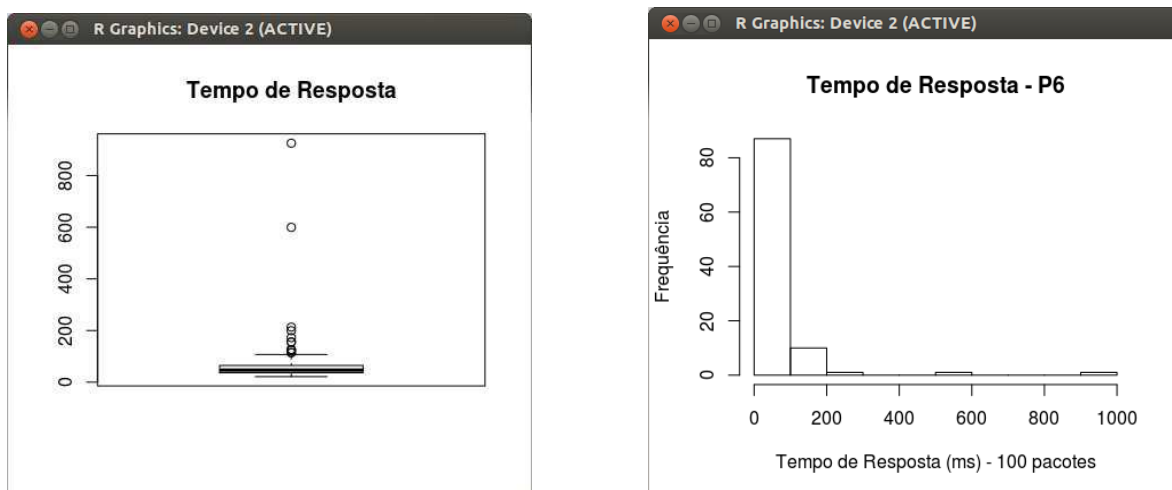 R Graphics: Device 2 (ACTIVE)
Tempo de Resposta
800
600
400
200
0
R Graphics: Device 2 (ACTIVE)
Tempo de Resposta - P6
Frequência
80
60
40
20
0
0 200 400 600 800 1000
Tempo de Resposta (ms) - 100 pacotes